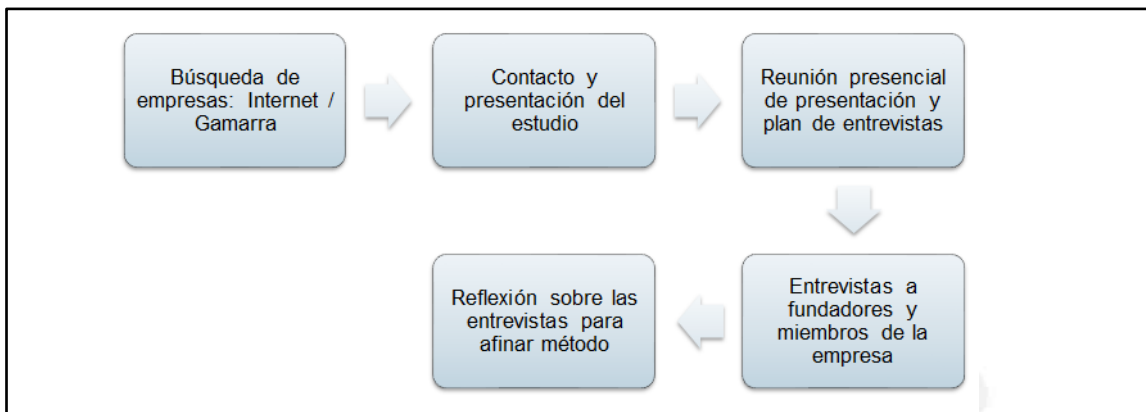 Búsqueda de
empresas: Internet /
Gamarra
Contacto y
presentación del
estudio
Reunión presencial
de presentación y
plan de entrevistas
Entrevistas a
fundadores y
miembros de la
empresa
Reflexión sobre las
entrevistas para
afinar método